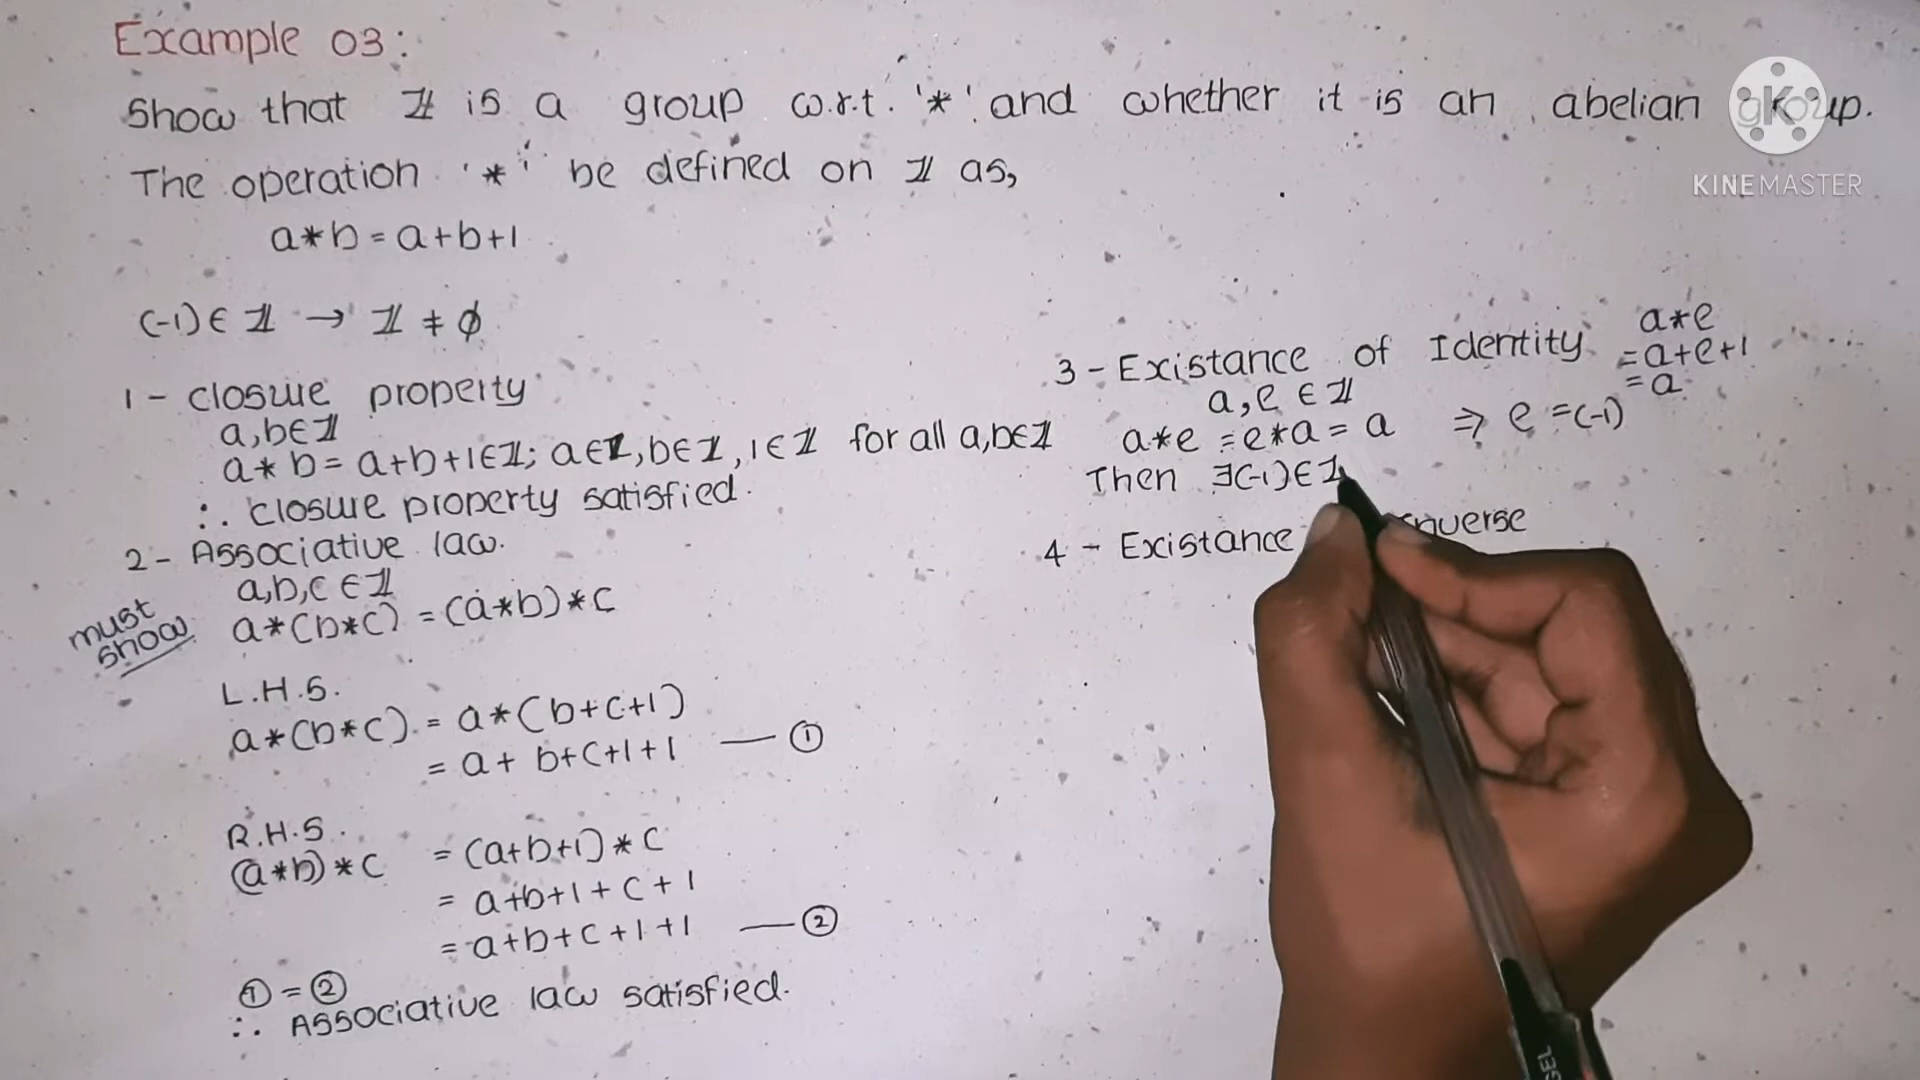 Example 03:
Show that ℤ is a group w.r.t. '*' and whether it is an abelian group.
The operation '*' be defined on ℤ as,
a*b = a+b+1
(-1) ∈ ℤ → ℤ ≠ ϕ
1 - closure property
a,b∈ℤ
a*b = a+b+1∈ℤ; a∈ℤ, b∈ℤ, 1∈ℤ for all a,b∈ℤ
∴ closure property satisfied.
2 - Associative law.
a,b,c ∈ ℤ
must
show
a*(b*c) = (a*b)*c
L.H.S.
a*(b*c) = a*(b+c+1)
= a+ b+c+1+1 — ①
R.H.S.
(a*b)*c = (a+b+1)*c
= a+b+1+c+1
= a+b+c+1+1 — ②
① = ②
∴ Associative law satisfied.
3 - Existance of Identity
a*e
= a+e+1
= a
a,e ∈ ℤ
a*e = e*a = a ⇒ e = (-1)
Then ∃(-1)∈ℤ
4 - Existance
KINEMASTER
GEL